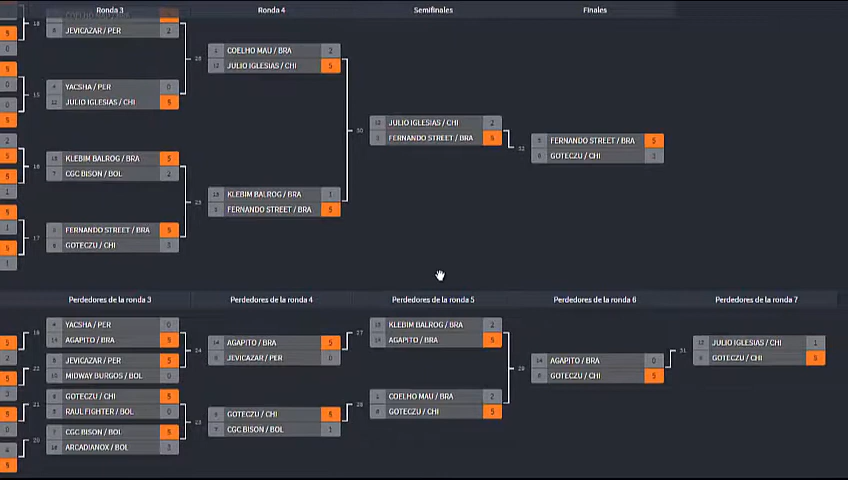 Ronda 3
Ronda 4
Semifinales
Finales
JEVICAZAR / PER 2
COELHO MAU / BRA 2
JULIO IGLESIAS / CHI 5
YACSHA / PER 0
JULIO IGLESIAS / CHI 5
JULIO IGLESIAS / CHI 2
FERNANDO STREET / BRA 5
FERNANDO STREET / BRA 5
GOTECZU / CHI 3
KLEBIM BALROG / BRA 5
CGC BISON / BOL 2
KLEBIM BALROG / BRA 1
FERNANDO STREET / BRA 5
FERNANDO STREET / BRA 5
GOTECZU / CHI 3
Perdedores de la ronda 3
Perdedores de la ronda 4
Perdedores de la ronda 5
Perdedores de la ronda 6
Perdedores de la ronda 7
YACSHA / PER 0
AGAPITO / BRA 5
JEVICAZAR / PER 5
MIDWAY BURGOS / BOL 0
GOTECZU / CHI 5
RAUL FIGHTER / BOL 0
CGC BISON / BOL 5
ARCADIANOX / BOL 3
AGAPITO / BRA 5
JEVICAZAR / PER 0
GOTECZU / CHI 5
CGC BISON / BOL 1
KLEBIM BALROG / BRA 2
AGAPITO / BRA 5
COELHO MAU / BRA 2
GOTECZU / CHI 5
AGAPITO / BRA 0
GOTECZU / CHI 5
JULIO IGLESIAS / CHI 1
GOTECZU / CHI 5